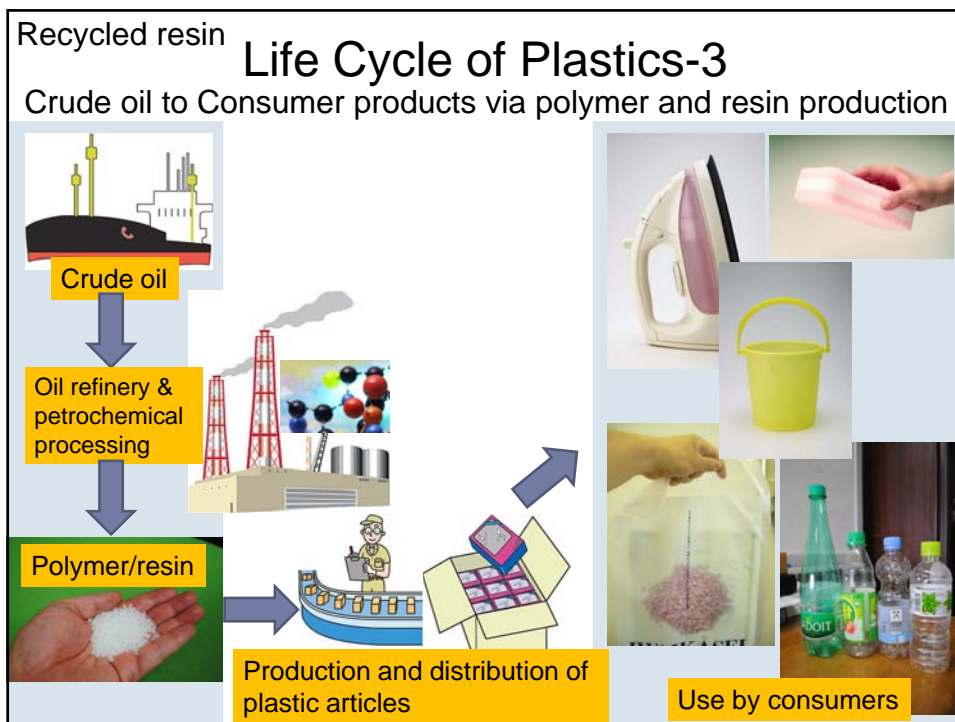 Recycled resin
Life Cycle of Plastics-3
Crude oil to Consumer products via polymer and resin production
Crude oil
Oil refinery &
petrochemical
processing
Polymer/resin
Production and distribution of
plastic articles
ADOIT
Use by consumers